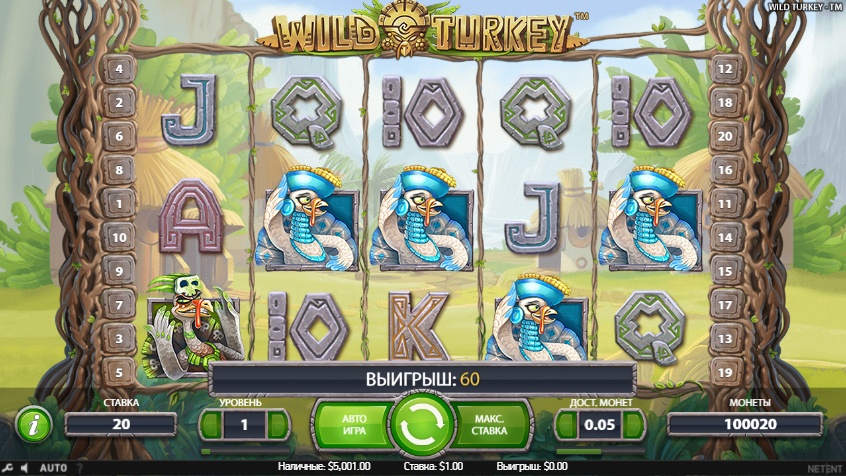 WILD TURKEY - TM
WILD TURKEY™
4 J Q 10 Q 10 12
2 18
6 20
8 16
1 A J 11
10 14
9 15
7 17
3 10 K Q 13
5 19
ВЫИГРЫШ: 60
СТАВКА УРОВЕНЬ ДОСТ. МОНЕТ МОНЕТЫ
20 1 АВТО ИГРА МАКС. СТАВКА 0.05 100020
AUTO ? Наличные: $5,001.00 Ставка: $1.00 Выигрыш: $0.00 NETENT